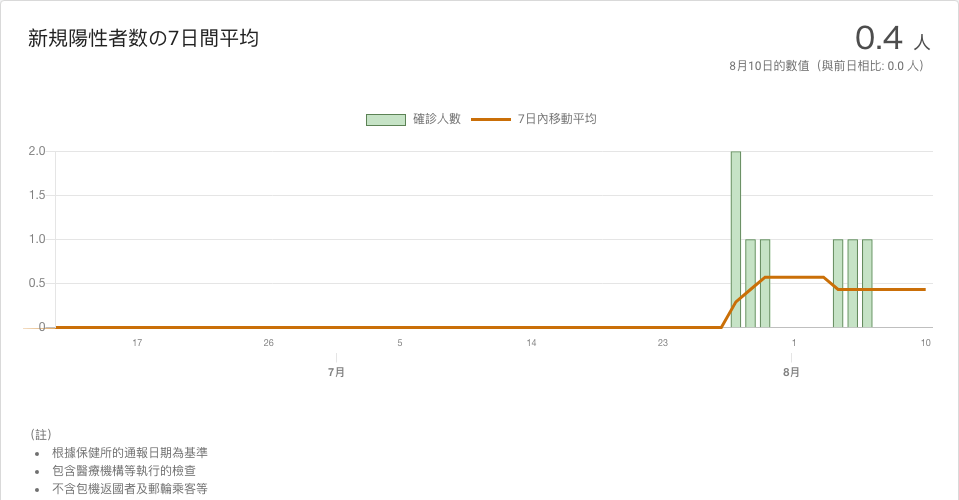 新規陽性者数の7日間平均
0.4 人
8月10日的數值（與前日相比: 0.0 人）
確診人數
7日內移動平均
2.0
1.5
1.0
0.5
0
17 26 5 14 23 1 10
7月 8月
（註）
• 根據保健所的通報日期為基準
• 包含醫療機構等執行的檢查
• 不含包機返國者及郵輪乘客等